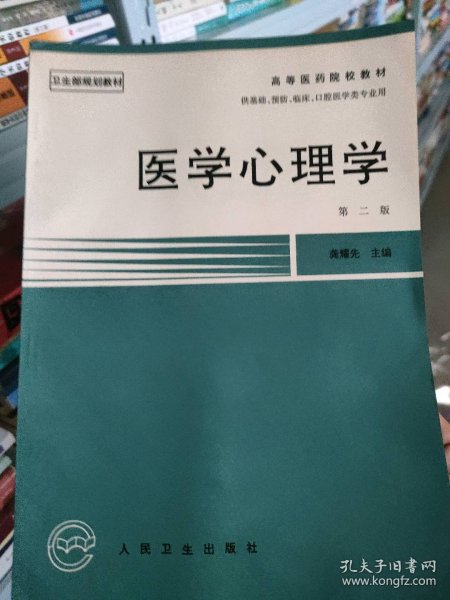 卫生部规划教材
高等医药院校教材
供基础、预防、临床、口腔医学类专业用
医学心理学
第二版
龚耀先 主编
人民卫生出版社
孔夫子旧书网
www.kongfz.com